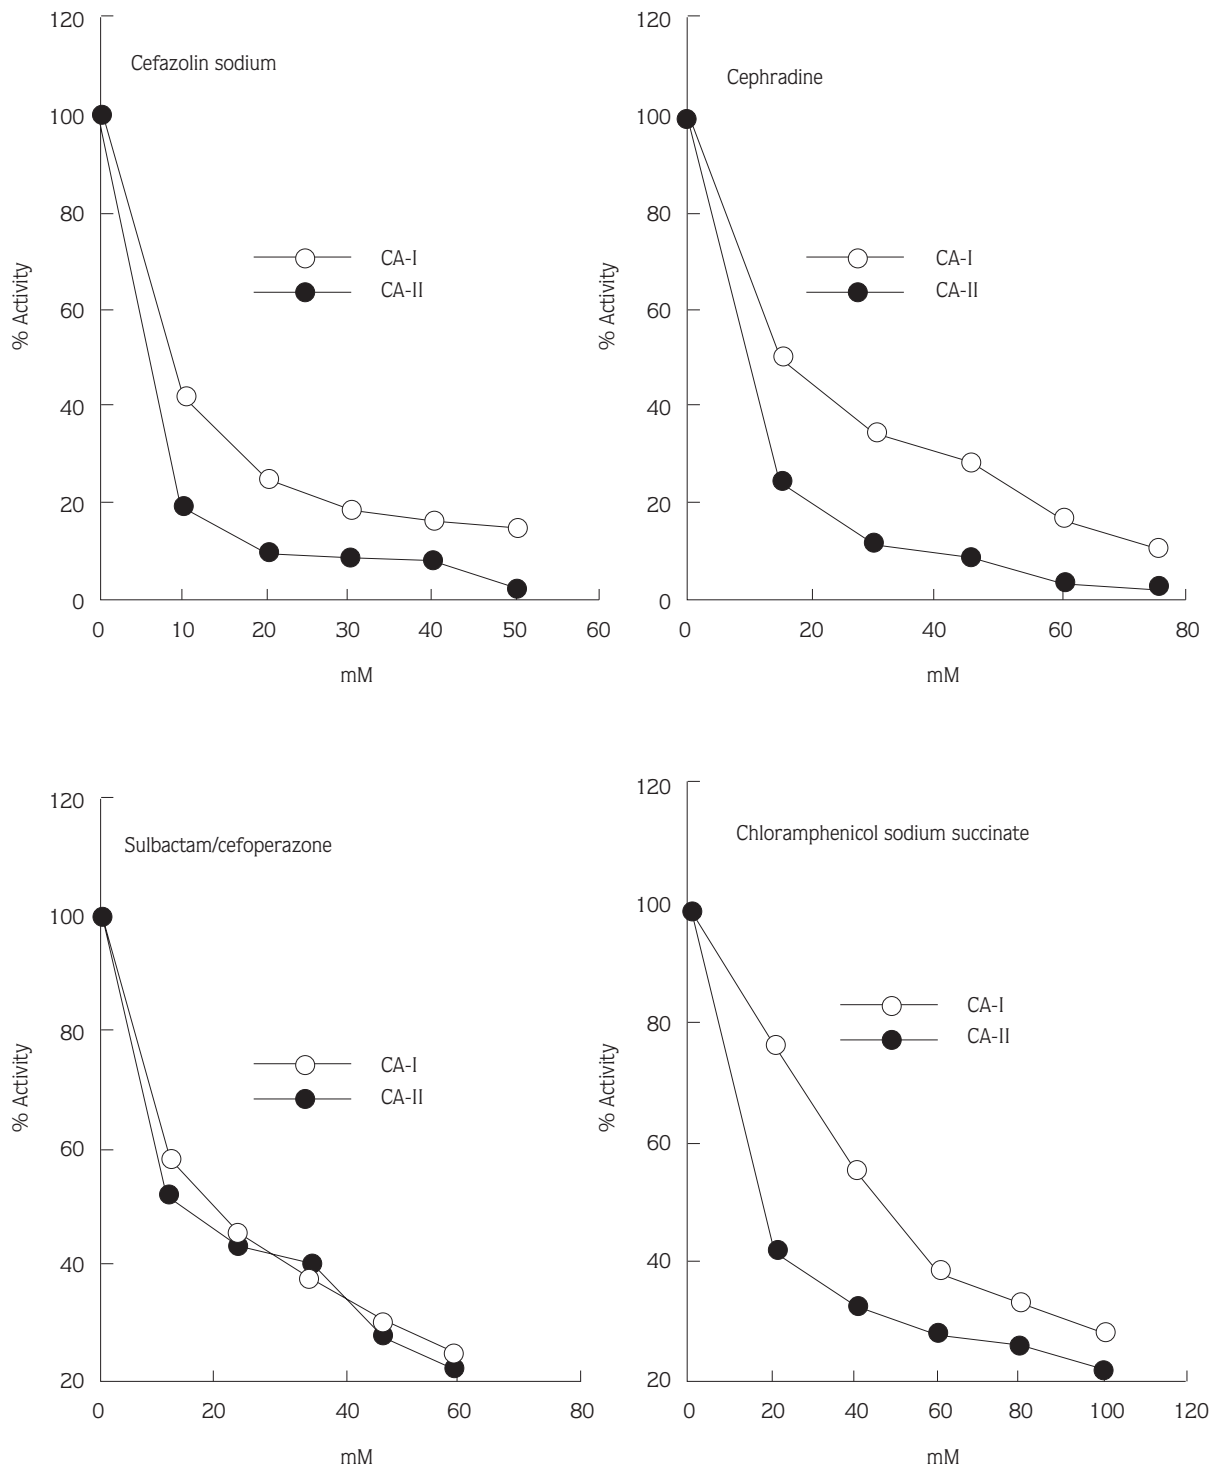 120
Cefazolin sodium
100
80
CA-I
CA-II
% Activity
60
40
20
0
0 10 20 30 40 50 60
mM
120
Cephradine
100
80
CA-I
CA-II
% Activity
60
40
20
0
0 20 40 60 80
mM
120
Sulbactam/cefoperazone
100
80
CA-I
CA-II
% Activity
60
40
20
0 20 40 60 80
mM
120
Chloramphenicol sodium succinate
100
80
CA-I
CA-II
% Activity
60
40
20
0 20 40 60 80 100 120
mM